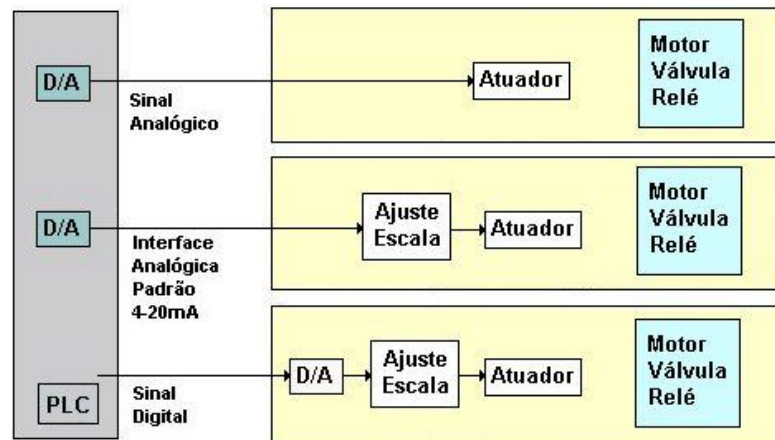 D/A
Sinal
Analógico
Atuador
Motor
Válvula
Relé
D/A
Interface
Analógica
Padrão
4-20mA
Ajuste
Escala
Atuador
Motor
Válvula
Relé
PLC
Sinal
Digital
D/A
Ajuste
Escala
Atuador
Motor
Válvula
Relé